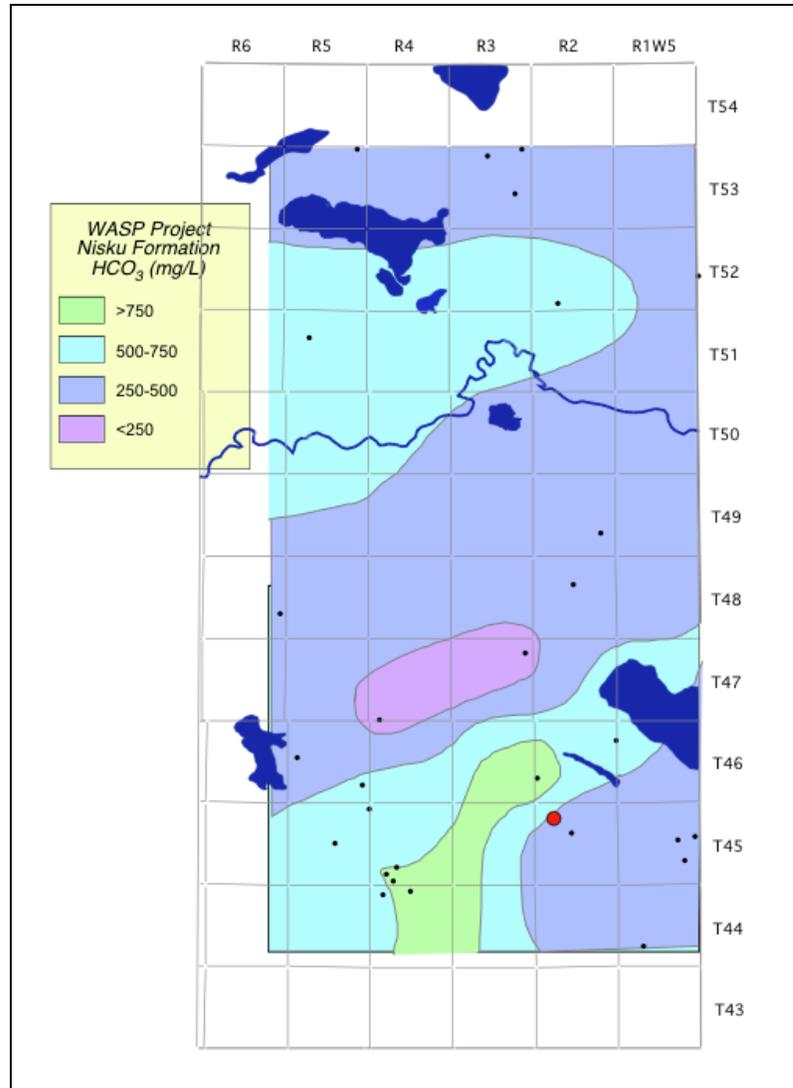 R6 R5 R4 R3 R2 R1W5
T54
T53
WASP Project
Nisku Formation
HCO3 (mg/L)
T52
>750
500-750
T51
250-500
<250
T50
T49
T48
T47
T46
T45
T44
T43